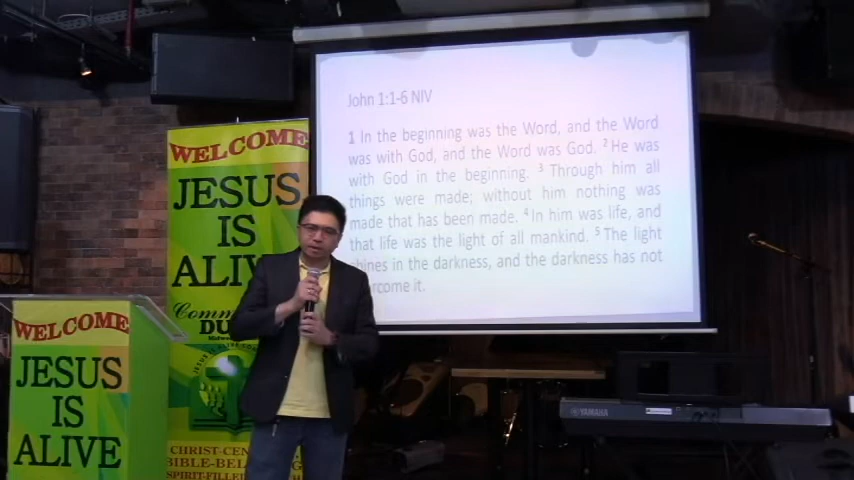 John 1:1-6 NIV
1 In the beginning was the Word, and the Word
was with God, and the Word was God. 2 He was
with God in the beginning. 3 Through him all
things were made; without him nothing was
made that has been made. 4 In him was life, and
that life was the light of all mankind. 5 The light
in the darkness, and the darkness has not
it.
WELCOME
JESUS
IS
ALIVE
CHRIST-CEN
BIBLE-BEL
SPIRIT-FILLE
WELCOME
JESUS
IS
ALIVE
YAMAHA